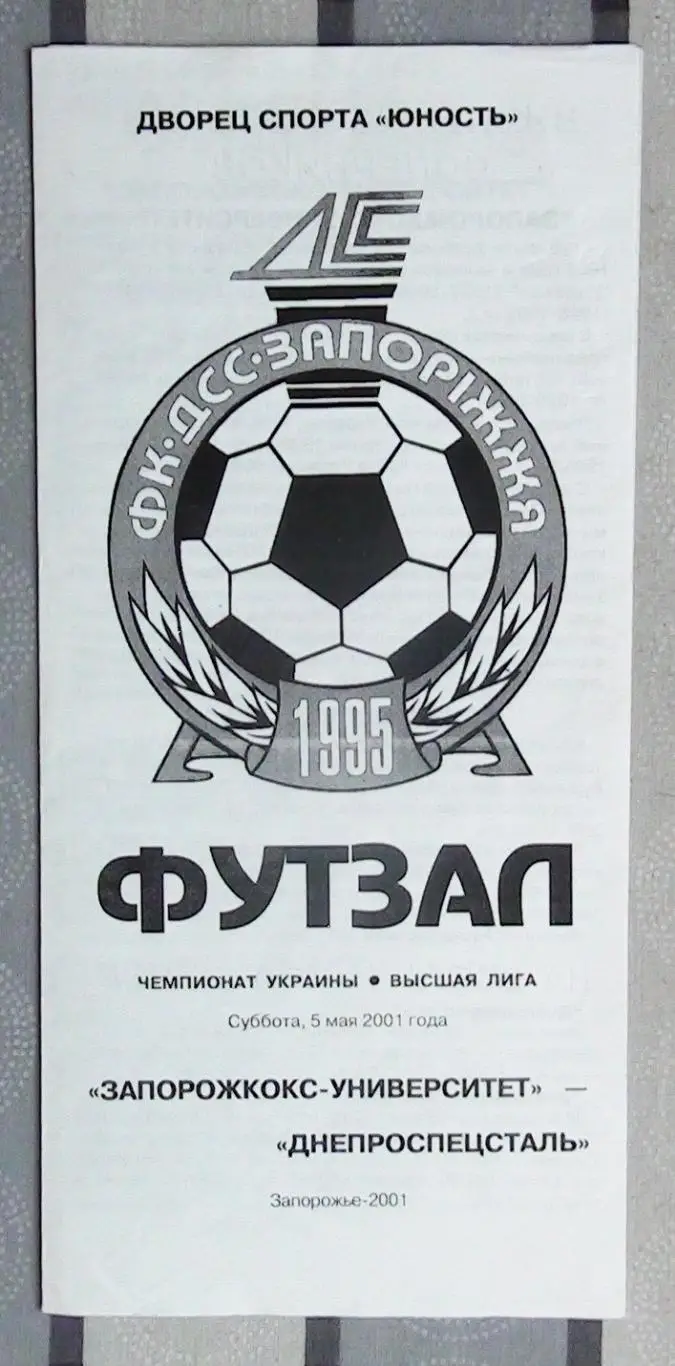 ДВОРЕЦ СПОРТА «ЮНОСТЬ»
ДСС
ФК·ДСС·ЗАПОРІЖЖЯ
1995
ФУТЗАЛ
ЧЕМПИОНАТ УКРАИНЫ • ВЫСШАЯ ЛИГА
Суббота, 5 мая 2001 года
«ЗАПОРОЖКОКС-УНИВЕРСИТЕТ» —
«ДНЕПРОСПЕЦСТАЛЬ»
Запорожье-2001